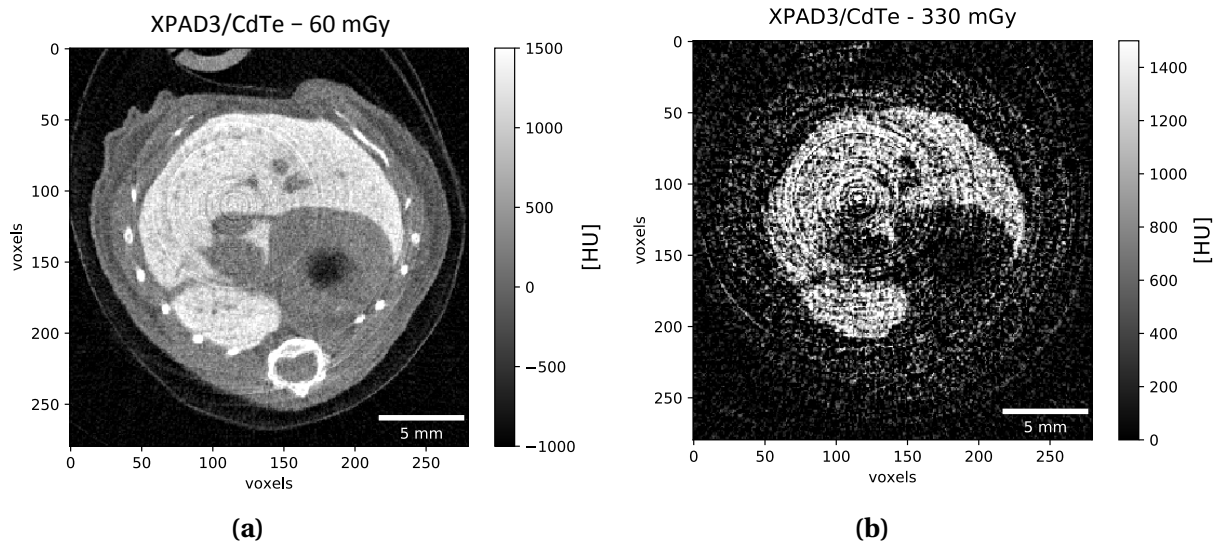 XPAD3/CdTe – 60 mGy
0
50
100
150
200
250
voxels
0 50 100 150 200 250
voxels
5 mm
1500
1000
500
0
−500
−1000
[HU]
(a)
XPAD3/CdTe - 330 mGy
0
50
100
150
200
250
voxels
0 50 100 150 200 250
voxels
5 mm
1400
1200
1000
800
600
400
200
0
[HU]
(b)